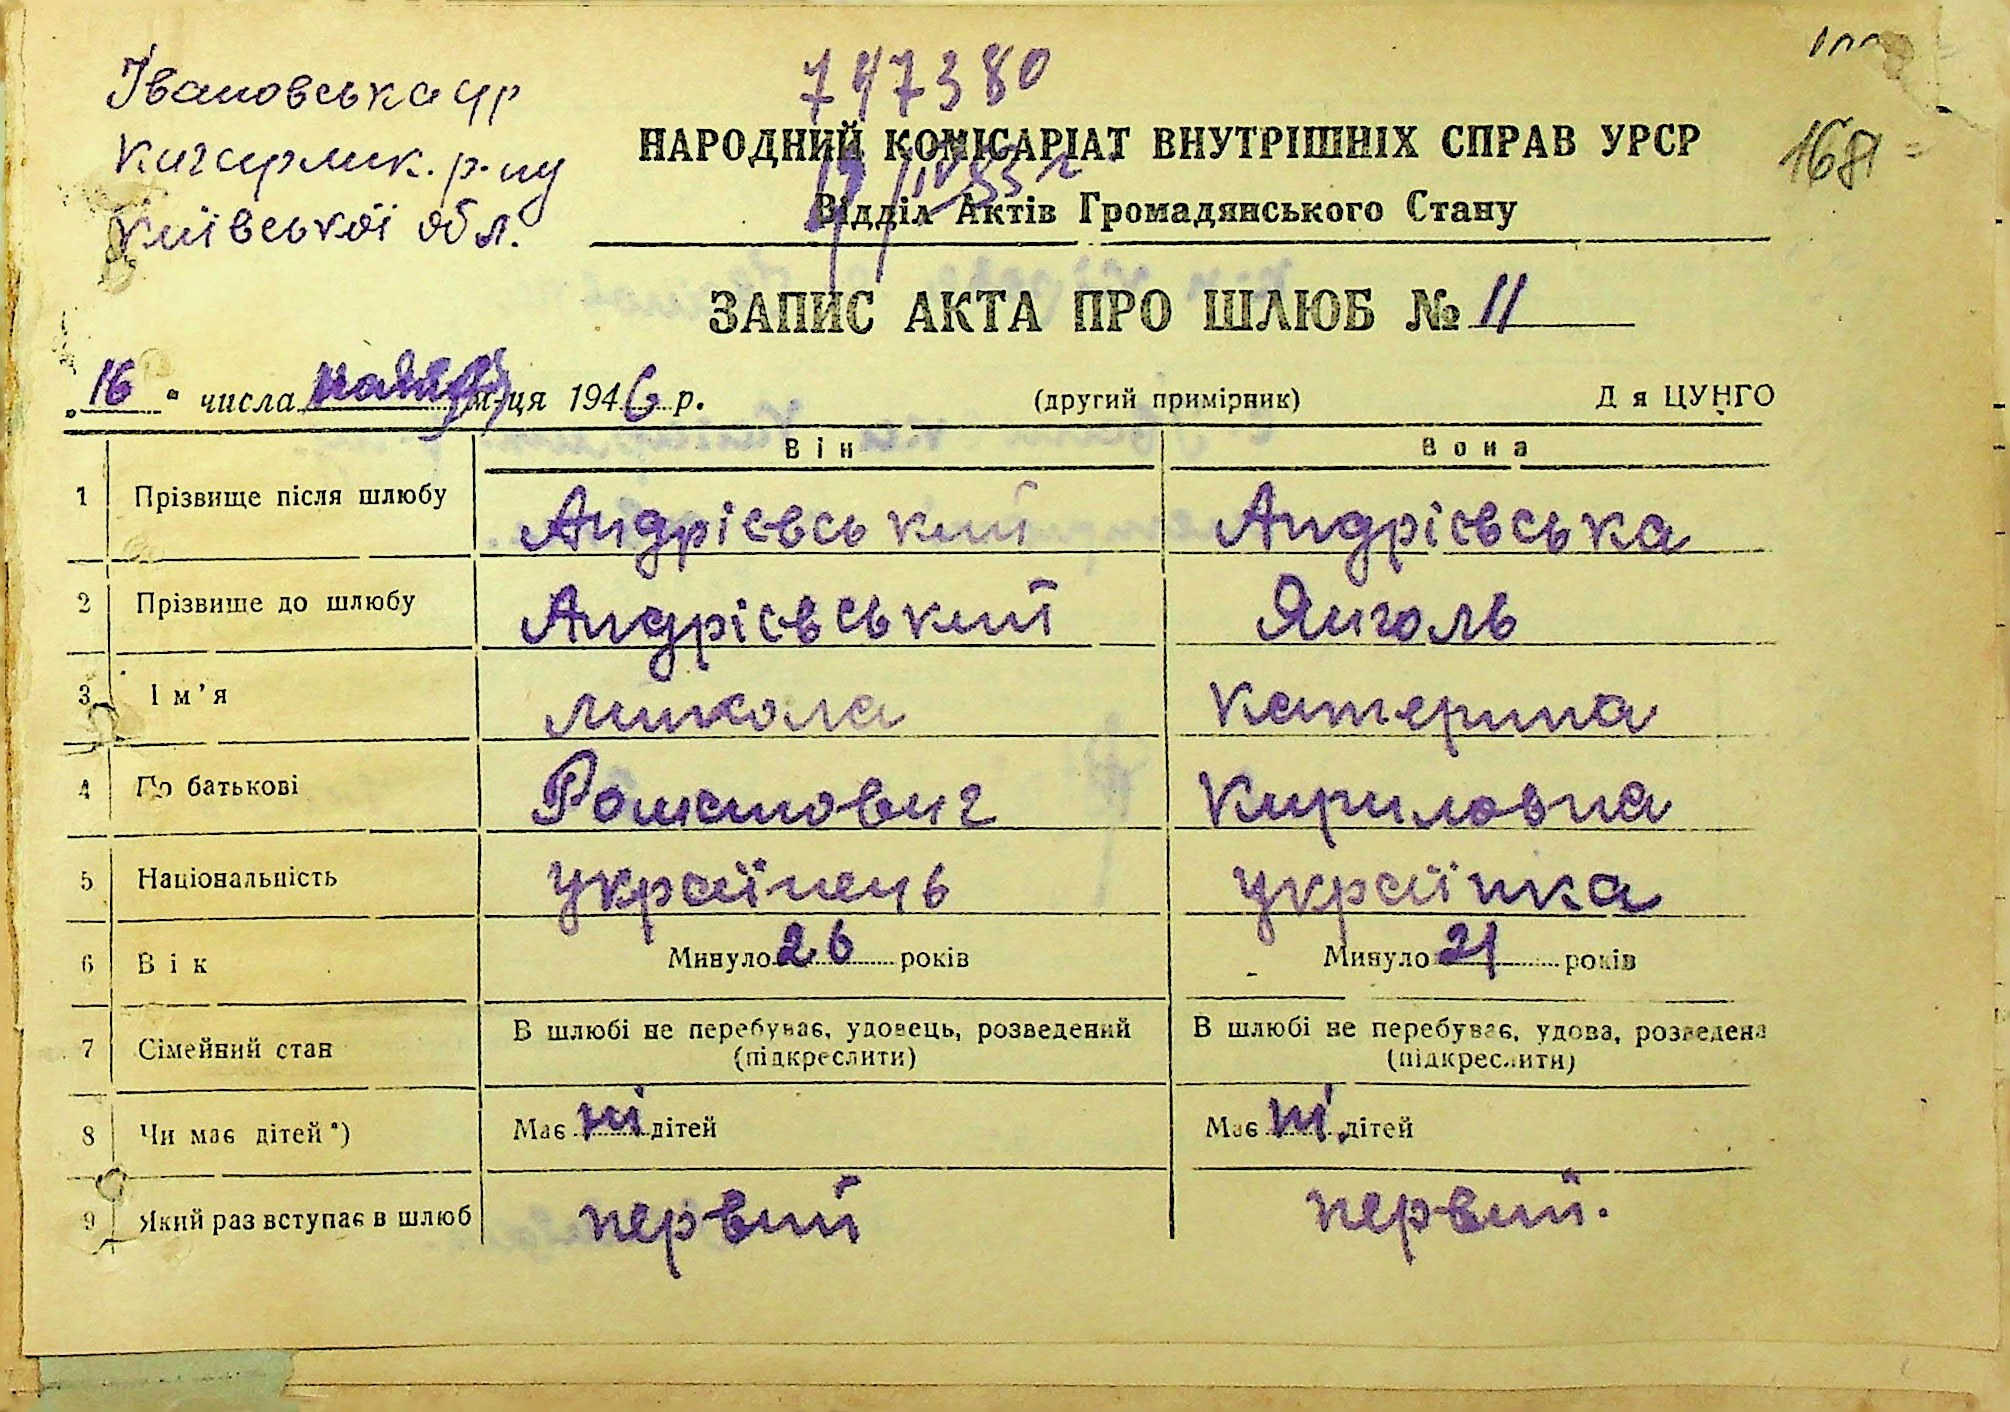 Івановська с/р
Кагарлик. р-ну
Київської обл.
747380
НАРОДНИЙ КОМІСАРІАТ ВНУТРІШНІХ СПРАВ УРСР
168
Відділ Актів Громадянського Стану
ЗАПИС АКТА ПРО ШЛЮБ № 11
„16" числа м-ця 1946 р. (другий примірник) Д я ЦУНГО
Він Вона
1 Прізвище після шлюбу Андрієвський Андрієвська
2 Прізвище до шлюбу Андрієвський Янголь
3 Ім'я Микола Катерина
4 По батькові Романович Кириловна
5 Національність українець українка
6 Вік Минуло 26 років Минуло 21 років
7 Сімейний стан В шлюбі не перебуває, удовець, розведений В шлюбі не перебуває, удова, розведена
(підкреслити) (підкреслити)
8 Чи має дітей*) Має ні дітей Має ні дітей
9 Який раз вступає в шлюб первий первий.